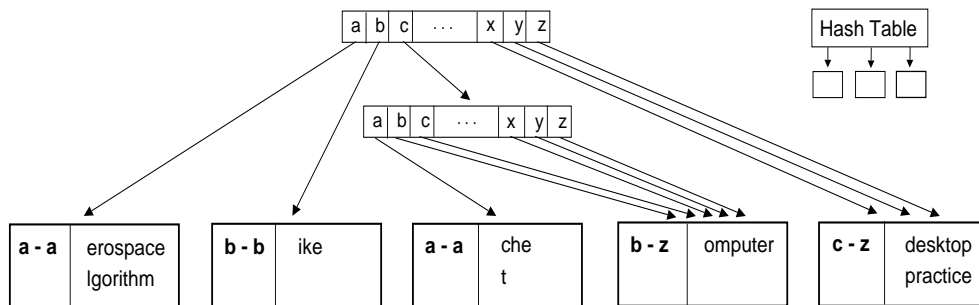 a b c ... x y z
Hash Table
a b c ... x y z
a - a erospace
lgorithm
b - b ike
a - a che
t
b - z omputer
c - z desktop
practice